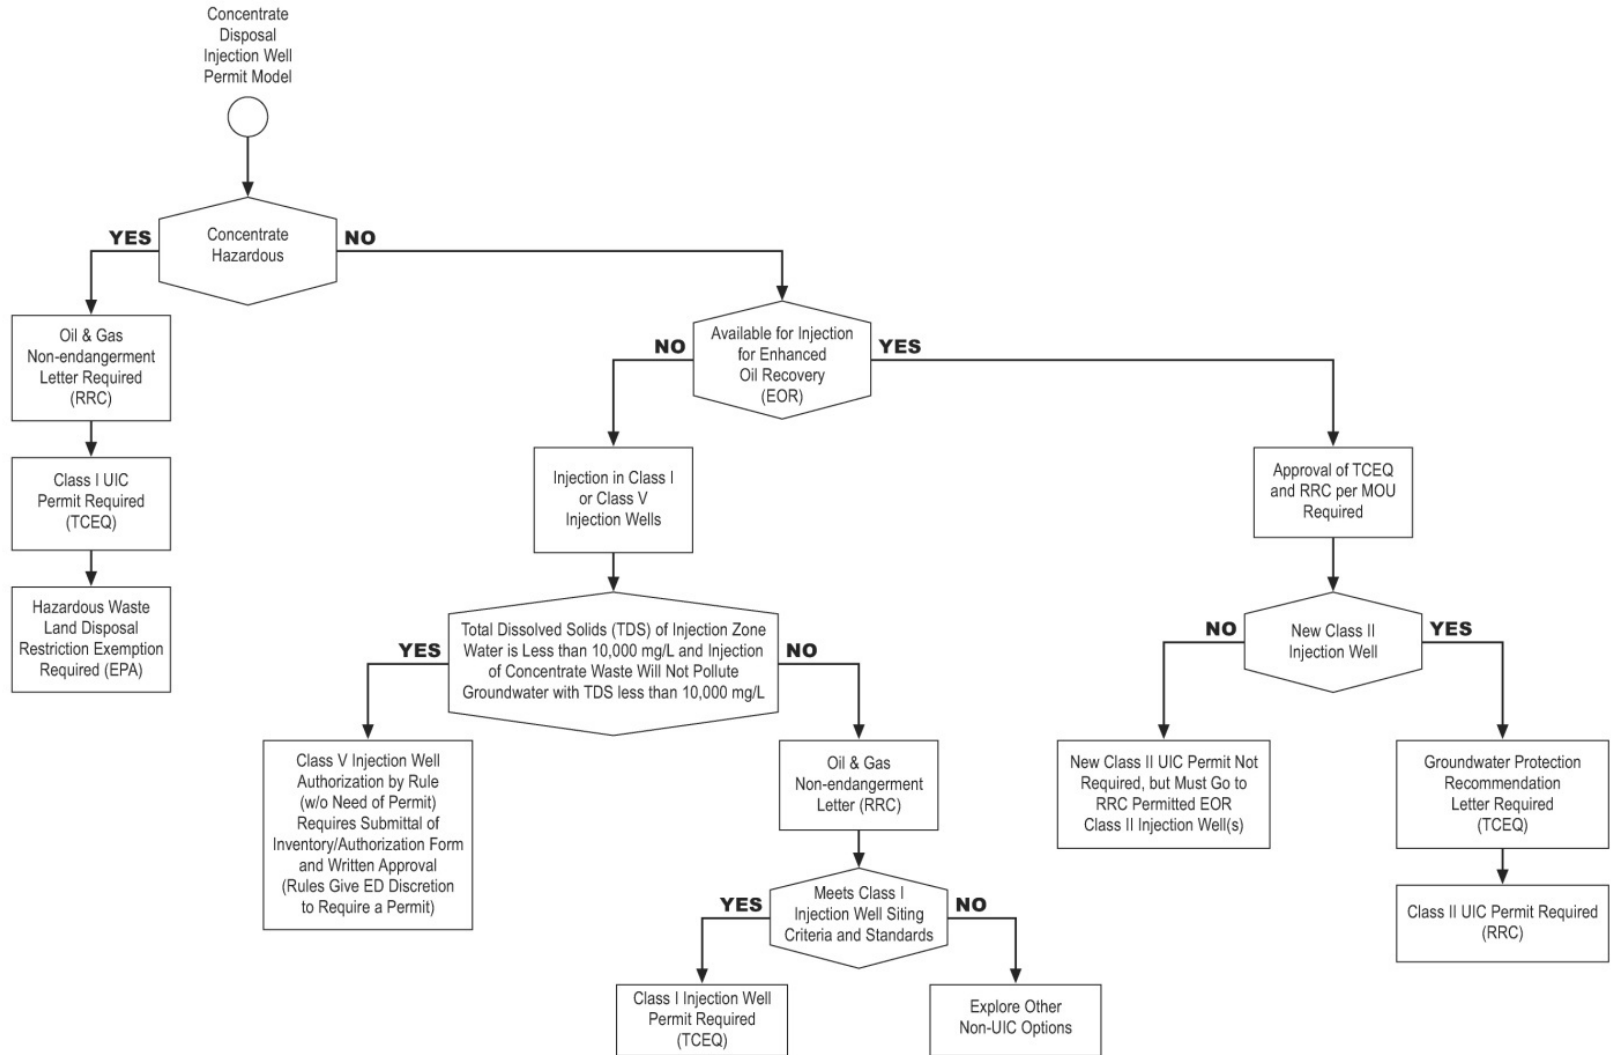 Concentrate
Disposal
Injection Well
Permit Model
YES
Concentrate
Hazardous
NO
Oil & Gas
Non-endangerment
Letter Required
(RRC)
Class I UIC
Permit Required
(TCEQ)
Hazardous Waste
Land Disposal
Restriction Exemption
Required (EPA)
NO
Available for Injection
for Enhanced
Oil Recovery
(EOR)
YES
Injection in Class I
or Class V
Injection Wells
YES
Total Dissolved Solids (TDS) of Injection Zone
Water is Less than 10,000 mg/L and Injection
of Concentrate Waste Will Not Pollute
Groundwater with TDS less than 10,000 mg/L
NO
Class V Injection Well
Authorization by Rule
(w/o Need of Permit)
Requires Submittal of
Inventory/Authorization Form
and Written Approval
(Rules Give ED Discretion
to Require a Permit)
Oil & Gas
Non-endangerment
Letter (RRC)
YES
Meets Class I
Injection Well Siting
Criteria and Standards
NO
Class I Injection Well
Permit Required
(TCEQ)
Explore Other
Non-UIC Options
Approval of TCEQ
and RRC per MOU
Required
NO
New Class II
Injection Well
YES
New Class II UIC Permit Not
Required, but Must Go to
RRC Permitted EOR
Class II Injection Well(s)
Groundwater Protection
Recommendation
Letter Required
(TCEQ)
Class II UIC Permit Required
(RRC)